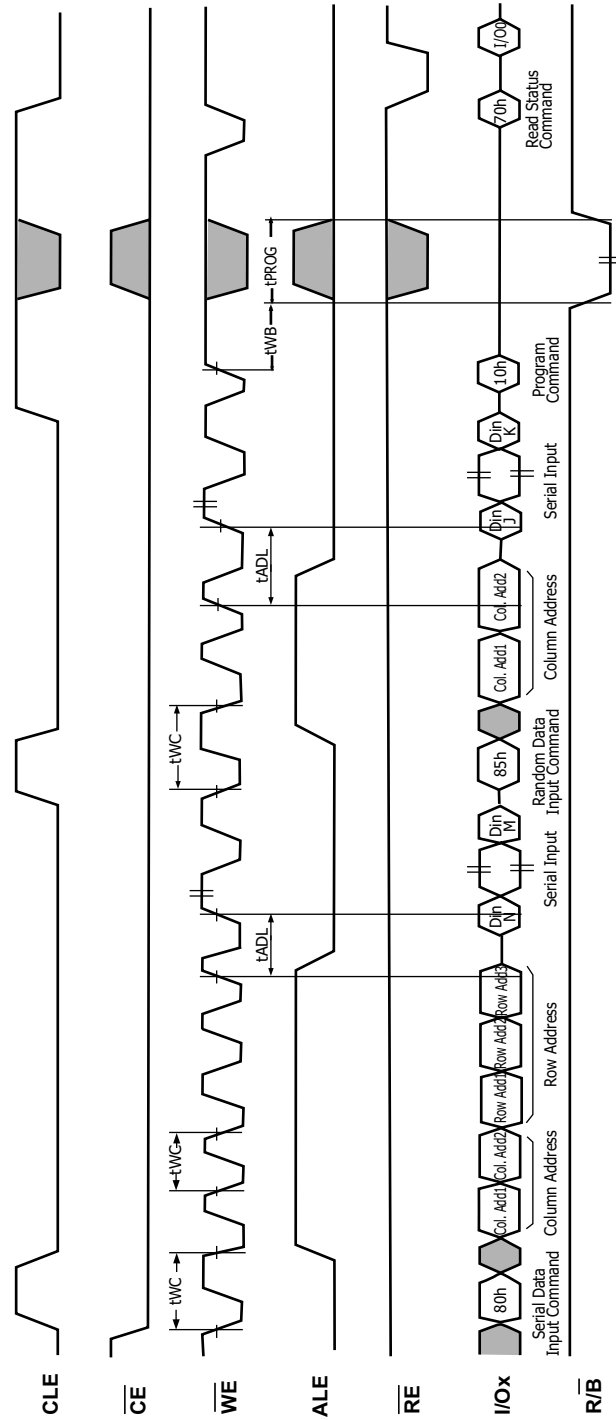 CLE
CE
WE
tWC
tWC
tWC
tWB
tPROG
ALE
tADL
tADL
RE
I/Ox
80h
Col. Add1
Col. Add2
Row Add1
Row Add2
Row Add3
Din
N
Din
M
85h
Col. Add1
Col. Add2
Din
J
Din
K
10h
70h
I/O0
Serial Data
Input Command
Column Address
Row Address
Serial Input
Random Data
Input Command
Column Address
Serial Input
Program
Command
Read Status
Command
R/B